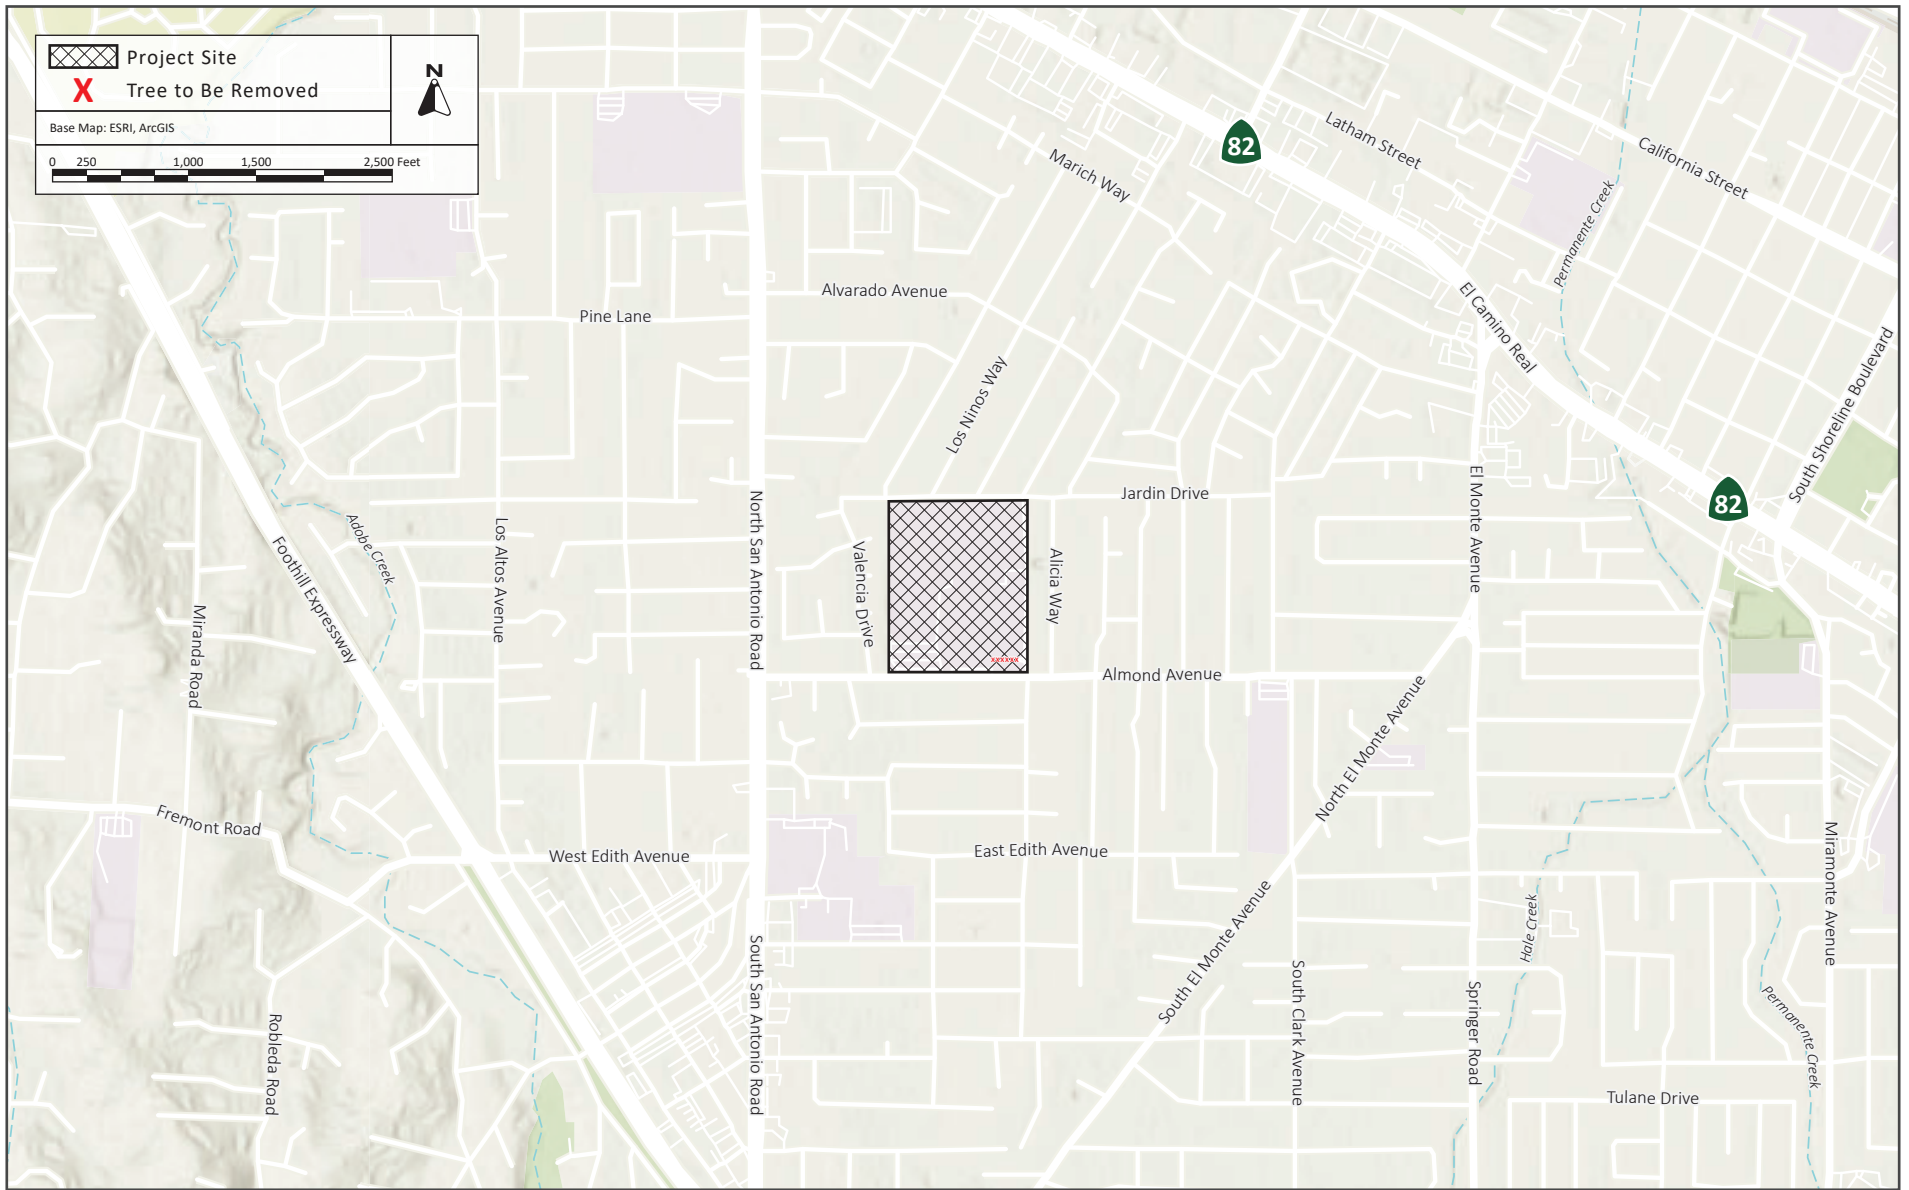 Project Site
X Tree to Be Removed
N
Base Map: ESRI, ArcGIS
0 250 1,000 1,500 2,500 Feet
82
Latham Street
California Street
Marich Way
Permanente Creek
Alvarado Avenue
Pine Lane
El Camino Real
South Shoreline Boulevard
Los Ninos Way
Jardin Drive
El Monte Avenue
82
North San Antonio Road
Los Altos Avenue
Adobe Creek
Foothill Expressway
Valencia Drive
Alicia Way
Miranda Road
xxxxxx
Almond Avenue
North El Monte Avenue
Fremont Road
West Edith Avenue
East Edith Avenue
Miramonte Avenue
South El Monte Avenue
Hale Creek
South San Antonio Road
South Clark Avenue
Springer Road
Permanente Creek
Robleda Road
Tulane Drive